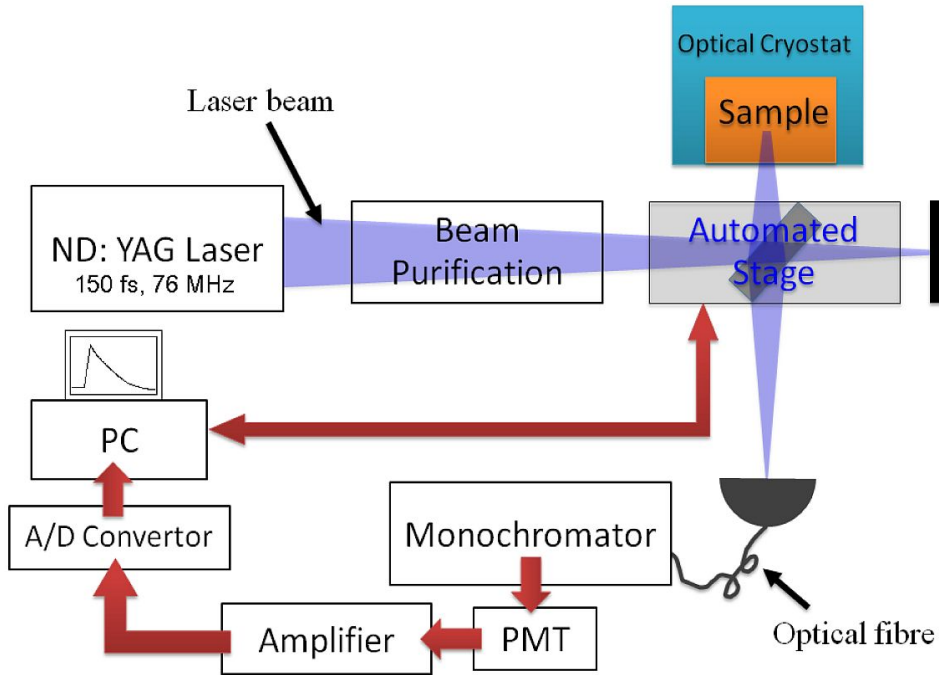 Optical Cryostat
Sample
Laser beam
ND: YAG Laser
150 fs, 76 MHz
Beam
Purification
Automated
Stage
PC
A/D Convertor
Monochromator
Amplifier
PMT
Optical fibre